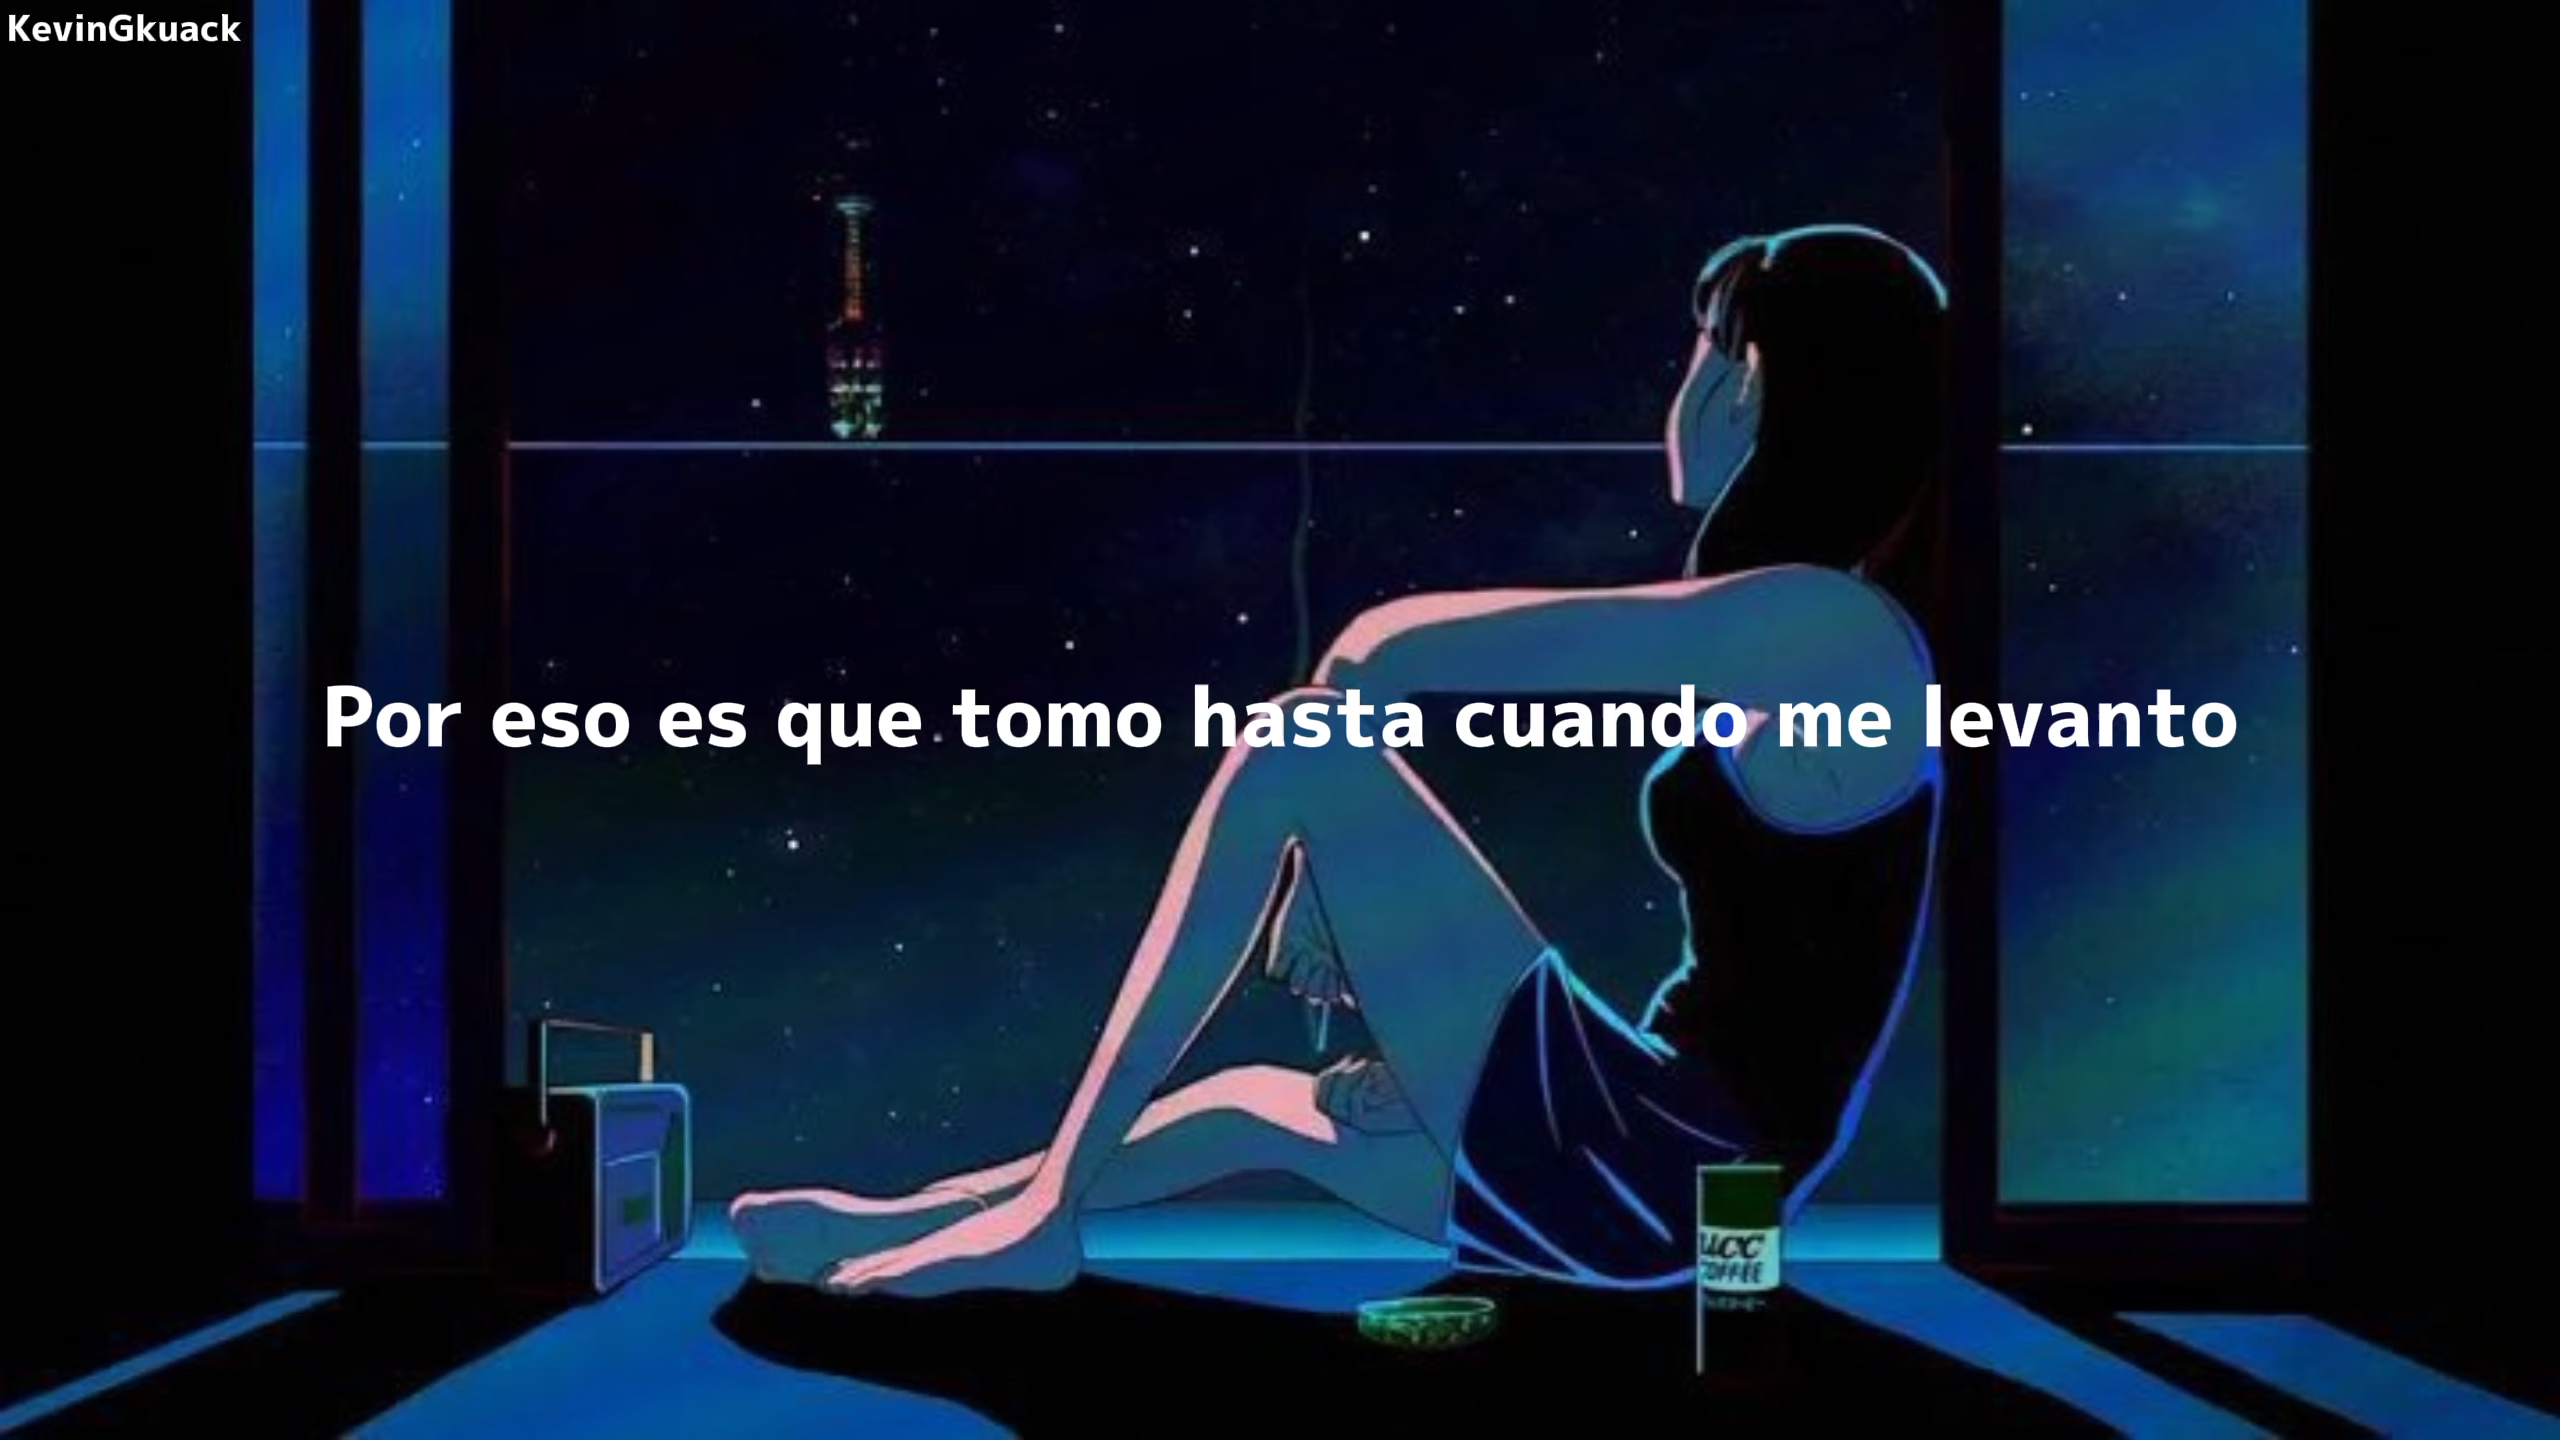 KevinGkuack
Por eso es que tomo hasta cuando me levanto
UCC
COFFEE